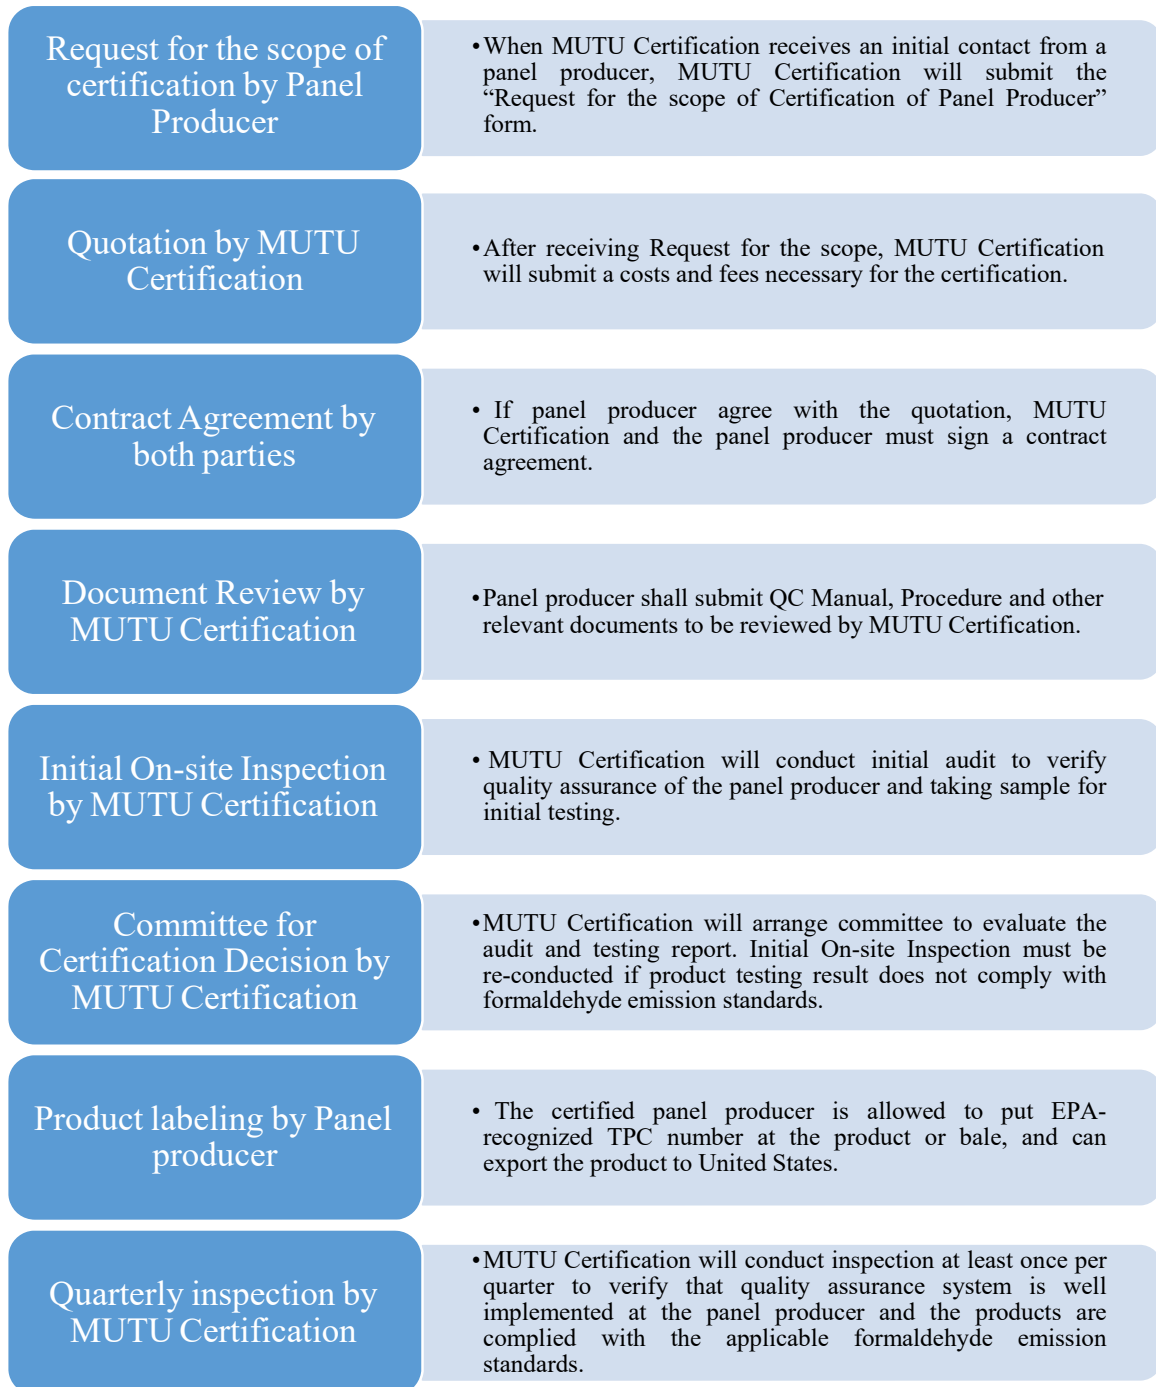 Request for the scope of
certification by Panel
Producer
•When MUTU Certification receives an initial contact from a
panel producer, MUTU Certification will submit the
“Request for the scope of Certification of Panel Producer”
form.
Quotation by MUTU
Certification
•After receiving Request for the scope, MUTU Certification
will submit a costs and fees necessary for the certification.
Contract Agreement by
both parties
• If panel producer agree with the quotation, MUTU
Certification and the panel producer must sign a contract
agreement.
Document Review by
MUTU Certification
•Panel producer shall submit QC Manual, Procedure and other
relevant documents to be reviewed by MUTU Certification.
Initial On-site Inspection
by MUTU Certification
• MUTU Certification will conduct initial audit to verify
quality assurance of the panel producer and taking sample for
initial testing.
Committee for
Certification Decision by
MUTU Certification
•MUTU Certification will arrange committee to evaluate the
audit and testing report. Initial On-site Inspection must be
re-conducted if product testing result does not comply with
formaldehyde emission standards.
Product labeling by Panel
producer
• The certified panel producer is allowed to put EPA-
recognized TPC number at the product or bale, and can
export the product to United States.
Quarterly inspection by
MUTU Certification
•MUTU Certification will conduct inspection at least once per
quarter to verify that quality assurance system is well
implemented at the panel producer and the products are
complied with the applicable formaldehyde emission
standards.